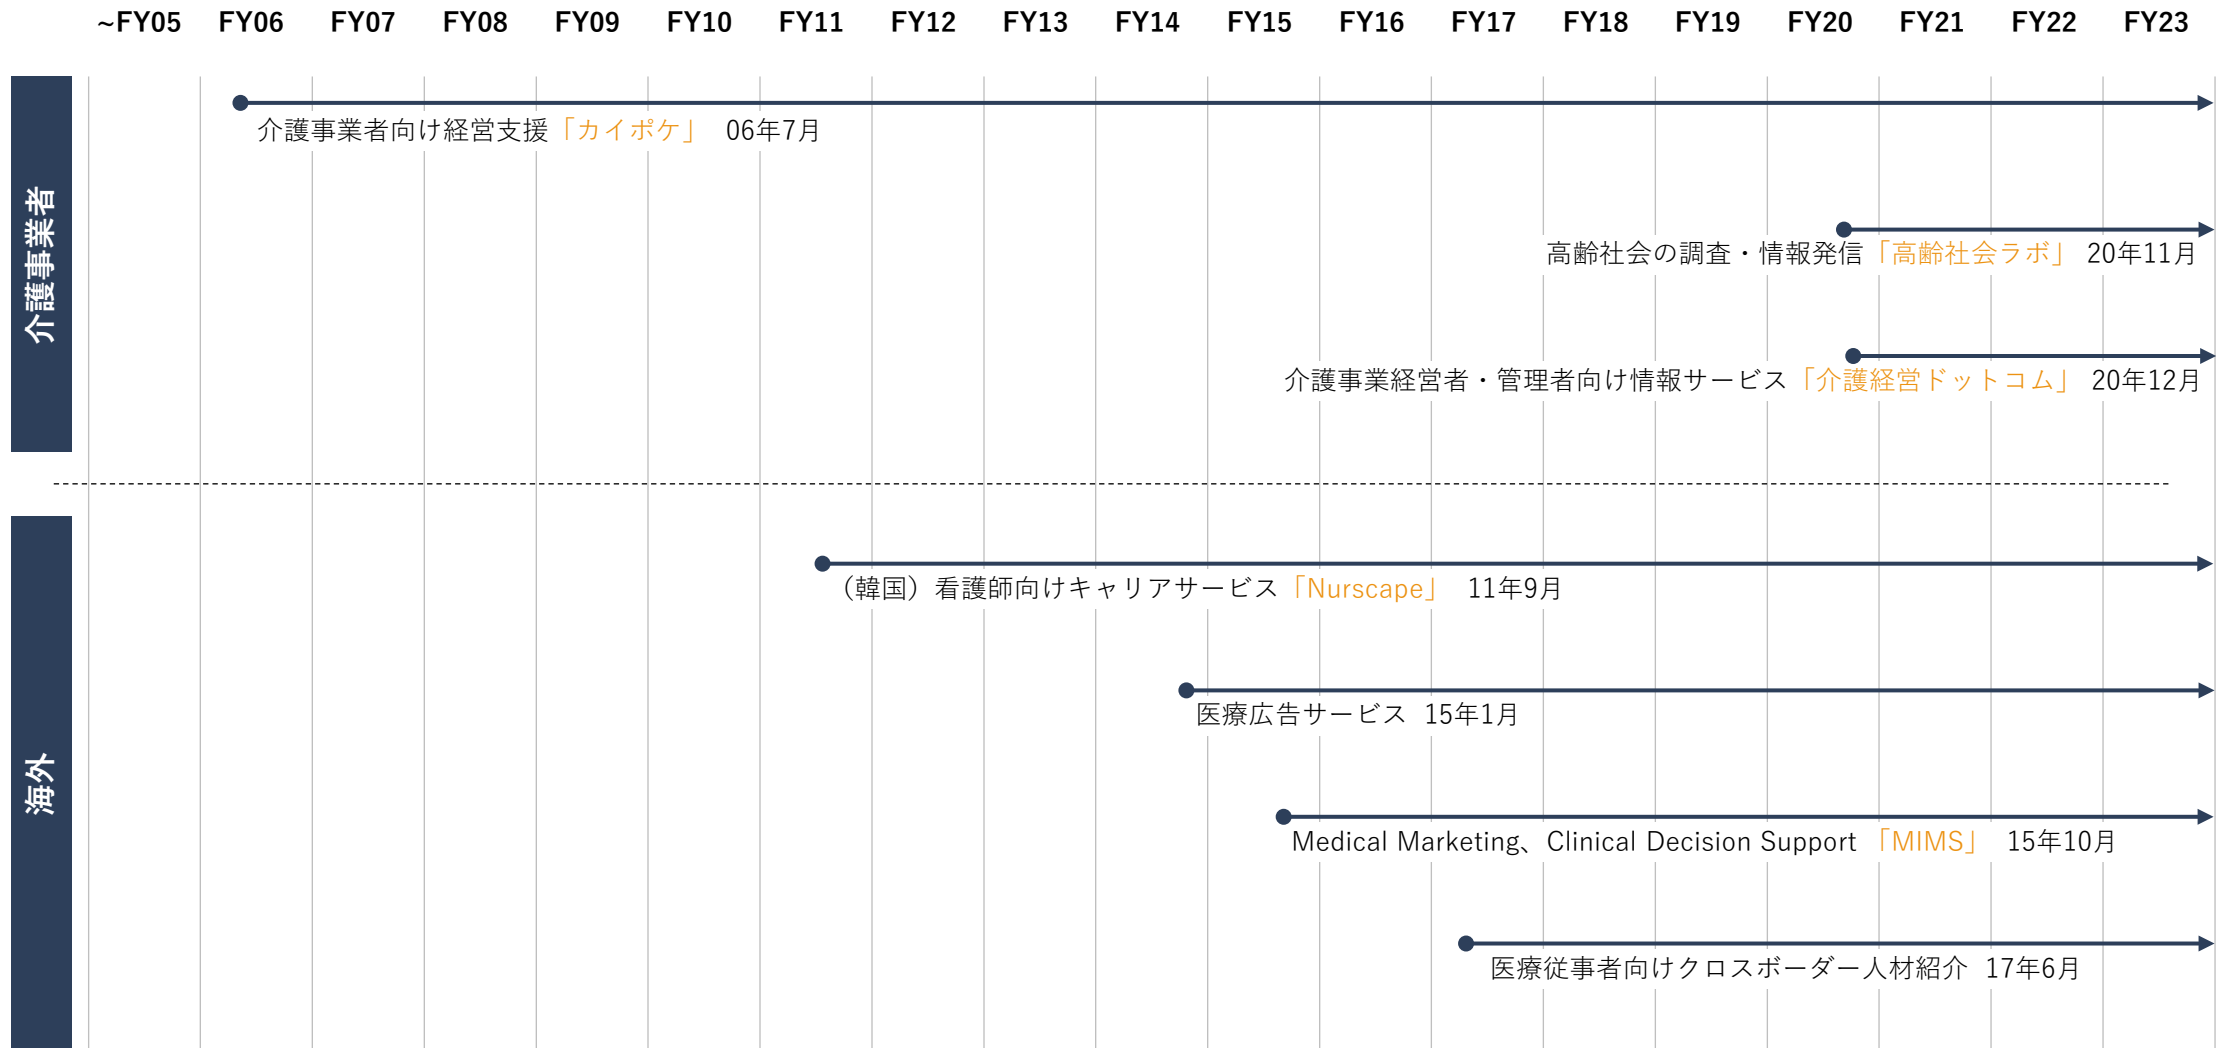 ~FY05 FY06 FY07 FY08 FY09 FY10 FY11 FY12 FY13 FY14 FY15 FY16 FY17 FY18 FY19 FY20 FY21 FY22 FY23
介護事業者
介護事業者向け経営支援「カイポケ」 06年7月
高齢社会の調査・情報発信「高齢社会ラボ」 20年11月
介護事業経営者・管理者向け情報サービス「介護経営ドットコム」 20年12月
海外
（韓国）看護師向けキャリアサービス「Nurscape」 11年9月
医療広告サービス 15年1月
Medical Marketing、Clinical Decision Support 「MIMS」 15年10月
医療従事者向けクロスボーダー人材紹介 17年6月